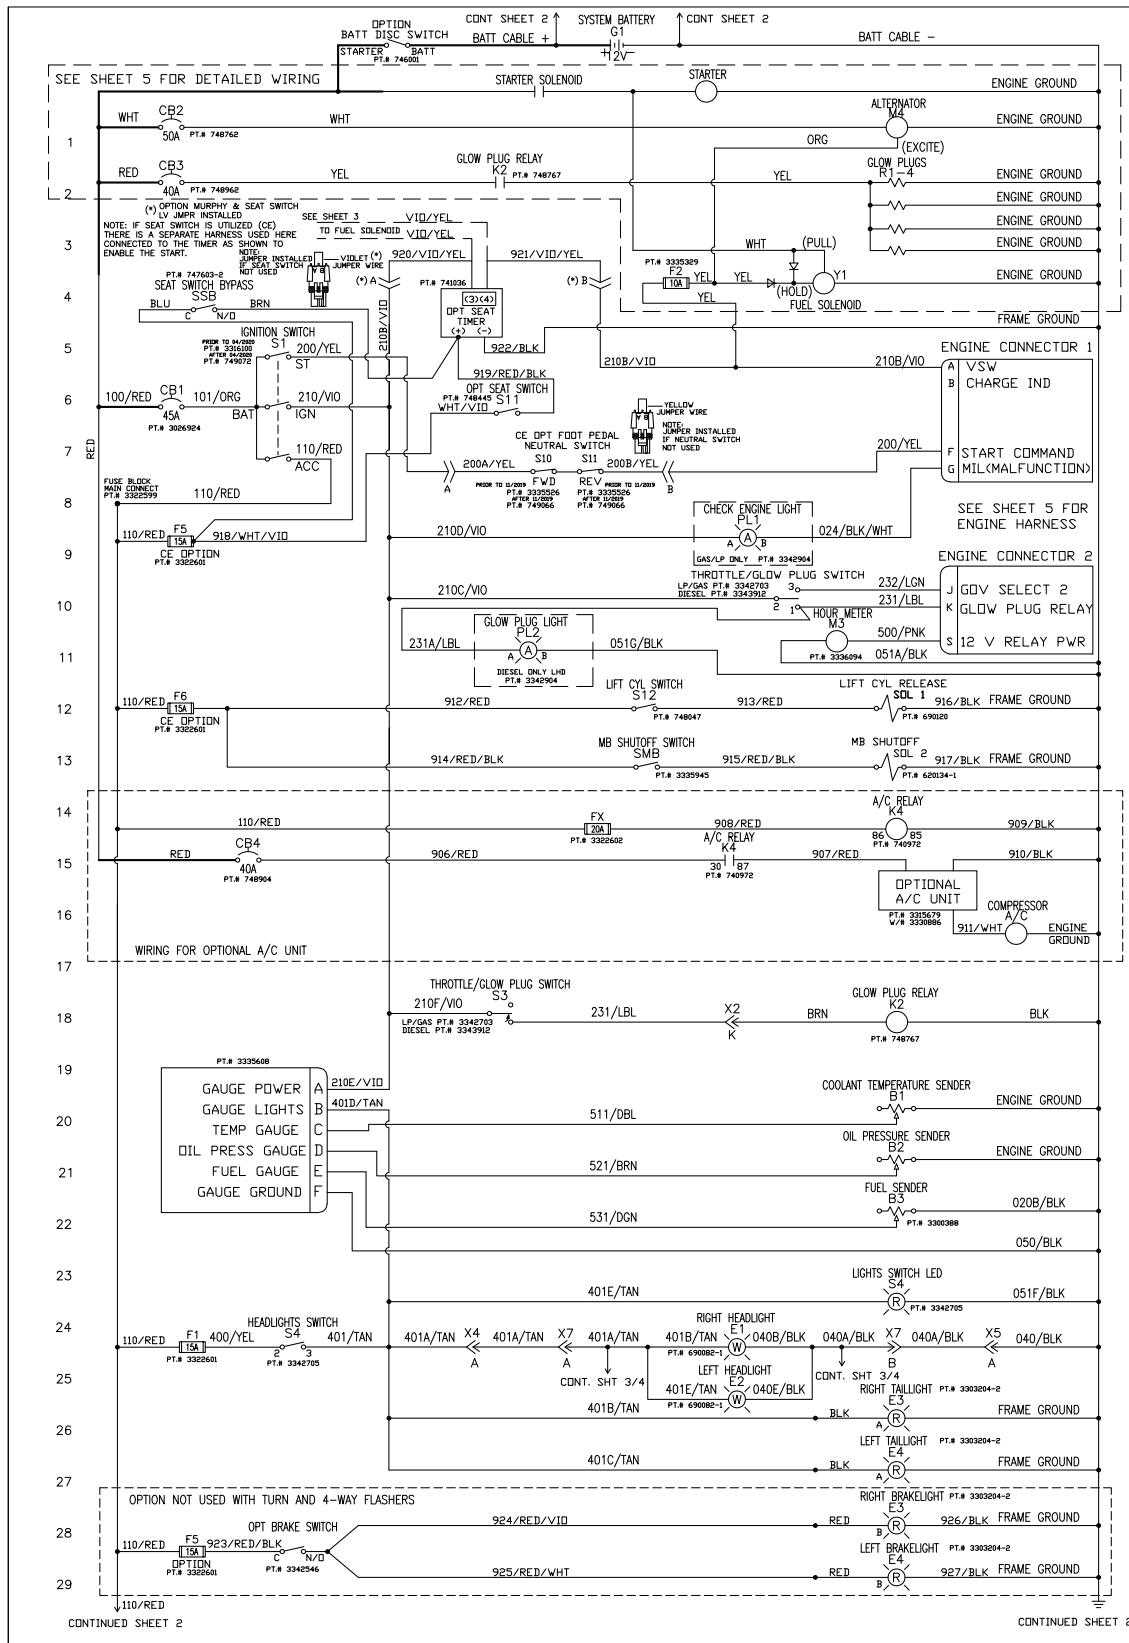 CONT SHEET 2
SYSTEM BATTERY
CONT SHEET 2
OPTION
BATT DISC SWITCH
BATT CABLE +
G1
BATT CABLE -
STARTER
BATT
PT.# 746001
+
12V
SEE SHEET 5 FOR DETAILED WIRING
STARTER SOLENOID
STARTER
ENGINE GROUND
WHT
CB2
50A
PT.# 748762
WHT
ALTERNATOR
M4
ENGINE GROUND
1
ORG
(EXCITE)
RED
CB3
40A
PT.# 748962
YEL
GLOW PLUG RELAY
K2
PT.# 748767
YEL
GLOW PLUGS
R1-4
ENGINE GROUND
2
ENGINE GROUND
ENGINE GROUND
ENGINE GROUND
(*) OPTION MURPHY & SEAT SWITCH
LV JMPR INSTALLED
NOTE: IF SEAT SWITCH IS UTILIZED (CE)
THERE IS A SEPARATE HARNESS USED HERE
CONNECTED TO THE TIMER AS SHOWN TO
ENABLE THE START.
SEE SHEET 3
VIO/YEL
TO FUEL SOLENOID
VIO/YEL
3
NOTE:
JUMPER INSTALLED
IF SEAT SWITCH
NOT USED
VIOLET (*)
JUMPER WIRE
920/VIO/YEL
921/VIO/YEL
WHT
(PULL)
PT.# 747603-2
SEAT SWITCH BYPASS
SSB
BLU
C
N/O
BRN
(*) A
PT.# 741036
(3)(4)
OPT SEAT
TIMER
(+) (-)
(*) B
PT.# 3335329
F2
10A
YEL
YEL
YEL
(HOLD)
Y1
FUEL SOLENOID
ENGINE GROUND
4
210B/VIO
FRAME GROUND
5
IGNITION SWITCH
S1
PRIOR TO 04/2020
PT.# 3316100
AFTER 04/2020
PT.# 749072
200/YEL
ST
922/BLK
210B/VIO
210B/VIO
ENGINE CONNECTOR 1
A VSW
B CHARGE IND
919/RED/BLK
OPT SEAT SWITCH
PT.# 748445
S11
WHT/VIO
6
100/RED
CB1
45A
PT.# 3026924
101/ORG
BAT
210/VIO
IGN
YELLOW
JUMPER WIRE
NOTE:
JUMPER INSTALLED
IF NEUTRAL SWITCH
NOT USED
7
RED
110/RED
ACC
CE OPT FOOT PEDAL
NEUTRAL SWITCH
200A/YEL
A
S10
FWD
S11
REV
200B/YEL
B
200/YEL
F START COMMAND
G MIL(MALFUNCTION)
PRIOR TO 11/2019
PT.# 3335526
AFTER 11/2019
PT.# 749066
PRIOR TO 11/2019
PT.# 3335526
AFTER 11/2019
PT.# 749066
FUSE BLOCK
MAIN CONNECT
PT.# 3322599
8
110/RED
CHECK ENGINE LIGHT
PL1
A
A
B
GAS/LP ONLY
PT.# 3342904
210D/VIO
024/BLK/WHT
SEE SHEET 5 FOR
ENGINE HARNESS
110/RED
F5
15A
CE OPTION
PT.# 3322601
918/WHT/VIO
9
ENGINE CONNECTOR 2
THROTTLE/GLOW PLUG SWITCH
LP/GAS PT.# 3342703
DIESEL PT.# 3343912
210C/VIO
3
2
1
232/LGN
231/LBL
J GOV SELECT 2
K GLOW PLUG RELAY
10
HOUR METER
M3
PT.# 3336094
500/PNK
051A/BLK
S 12 V RELAY PWR
GLOW PLUG LIGHT
PL2
A
A
B
DIESEL ONLY LHD
PT.# 3342904
231A/LBL
051G/BLK
11
110/RED
F6
15A
CE OPTION
PT.# 3322601
912/RED
LIFT CYL SWITCH
S12
PT.# 748047
913/RED
LIFT CYL RELEASE
SOL 1
PT.# 690120
916/BLK FRAME GROUND
12
13
914/RED/BLK
MB SHUTOFF SWITCH
SMB
PT.# 3335945
915/RED/BLK
MB SHUTOFF
SOL 2
PT.# 620134-1
917/BLK FRAME GROUND
14
110/RED
FX
20A
PT.# 3322602
908/RED
A/C RELAY
K4
86
85
PT.# 740972
909/BLK
15
RED
CB4
40A
PT.# 748904
906/RED
A/C RELAY
K4
30
87
PT.# 740972
907/RED
910/BLK
OPTIONAL
A/C UNIT
PT.# 3315679
W/# 3330886
16
COMPRESSOR
A/C
911/WHT
ENGINE
GROUND
WIRING FOR OPTIONAL A/C UNIT
17
THROTTLE/GLOW PLUG SWITCH
S3
210F/VIO
LP/GAS PT.# 3342703
DIESEL PT.# 3343912
231/LBL
X2
K
BRN
GLOW PLUG RELAY
K2
PT.# 748767
BLK
18
19
PT.# 3335608
GAUGE POWER A
210E/VIO
GAUGE LIGHTS B
401D/TAN
TEMP GAUGE C
OIL PRESS GAUGE D
FUEL GAUGE E
GAUGE GROUND F
COOLANT TEMPERATURE SENDER
B1
ENGINE GROUND
20
511/DBL
OIL PRESSURE SENDER
B2
ENGINE GROUND
21
521/BRN
FUEL SENDER
B3
PT.# 3300388
020B/BLK
22
531/DGN
050/BLK
23
LIGHTS SWITCH LED
S4
R
PT.# 3342705
401E/TAN
051F/BLK
24
110/RED
F1
15A
PT.# 3322601
400/YEL
HEADLIGHTS SWITCH
S4
2
3
PT.# 3342705
401/TAN
401A/TAN
X4
A
401A/TAN
X7
A
401A/TAN
CONT. SHT 3/4
401B/TAN
PT.# 690082-1
RIGHT HEADLIGHT
E1
W
040B/BLK
040A/BLK
CONT. SHT 3/4
X7
B
040A/BLK
X5
A
040/BLK
25
LEFT HEADLIGHT
E2
W
401E/TAN
PT.# 690082-1
040E/BLK
RIGHT TAILLIGHT PT.# 3303204-2
E3
401B/TAN
BLK
A
R
FRAME GROUND
26
LEFT TAILLIGHT PT.# 3303204-2
E4
401C/TAN
BLK
A
R
FRAME GROUND
27
OPTION NOT USED WITH TURN AND 4-WAY FLASHERS
RIGHT BRAKELIGHT PT.# 3303204-2
E3
924/RED/VIO
RED
B
R
926/BLK FRAME GROUND
28
110/RED
F5
15A
OPTION
PT.# 3322601
923/RED/BLK
OPT BRAKE SWITCH
C
N/O
PT.# 3342546
LEFT BRAKELIGHT PT.# 3303204-2
E4
925/RED/WHT
RED
B
R
927/BLK FRAME GROUND
29
110/RED
CONTINUED SHEET 2
CONTINUED SHEET 2